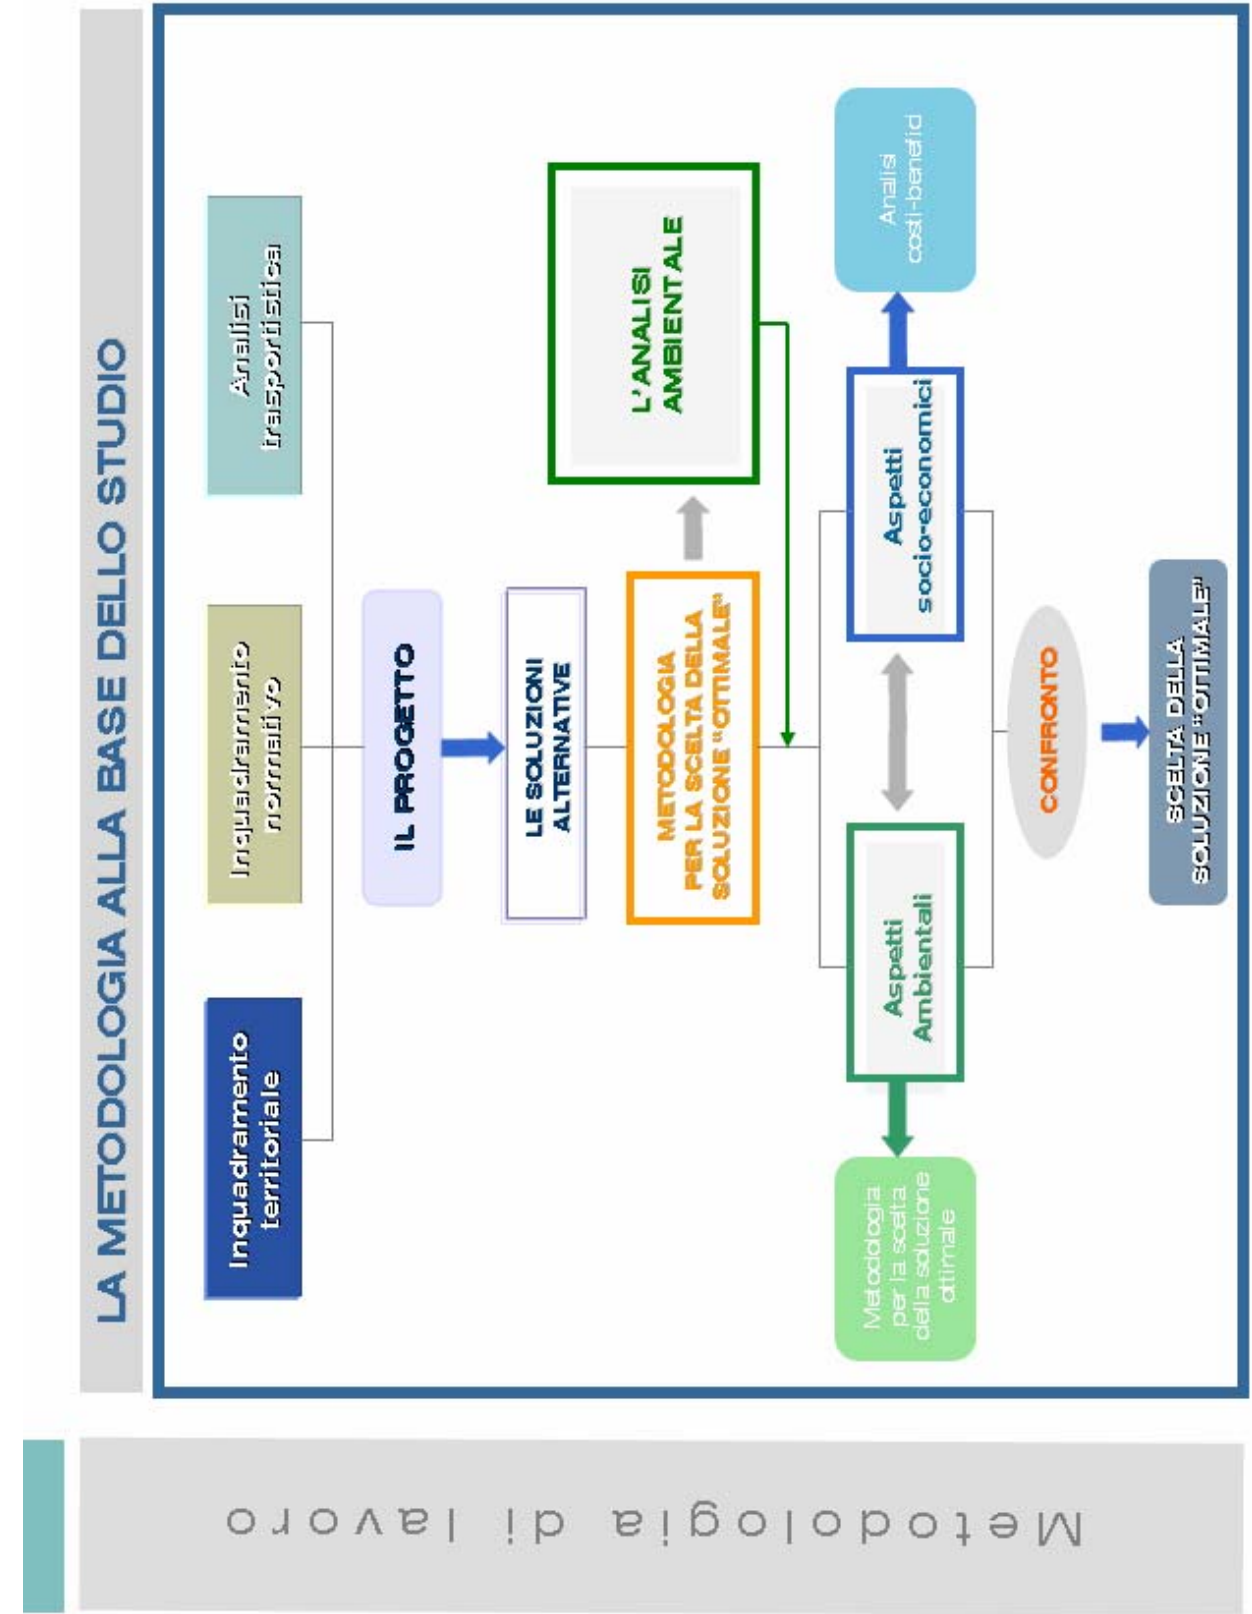 Metodologia di lavoro
LA METODOLOGIA ALLA BASE DELLO STUDIO
Inquadramento
territoriale
Inquadramento
normativo
Analisi
trasportistica
IL PROGETTO
LE SOLUZIONI
ALTERNATIVE
METODOLOGIA
PER LA SCELTA DELLA
SOLUZIONE "OTTIMALE"
L'ANALISI
AMBIENTALE
Metodologia
per la scelta
della soluzione
ottimale
Aspetti
Ambientali
Aspetti
socio-economici
Analisi
costi-benefici
CONFRONTO
SCELTA DELLA
SOLUZIONE "OTTIMALE"